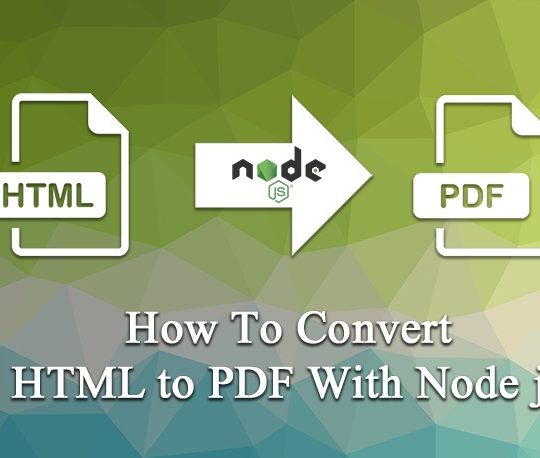 HTML
node
JS
PDF
How To Convert
HTML to PDF With Node j